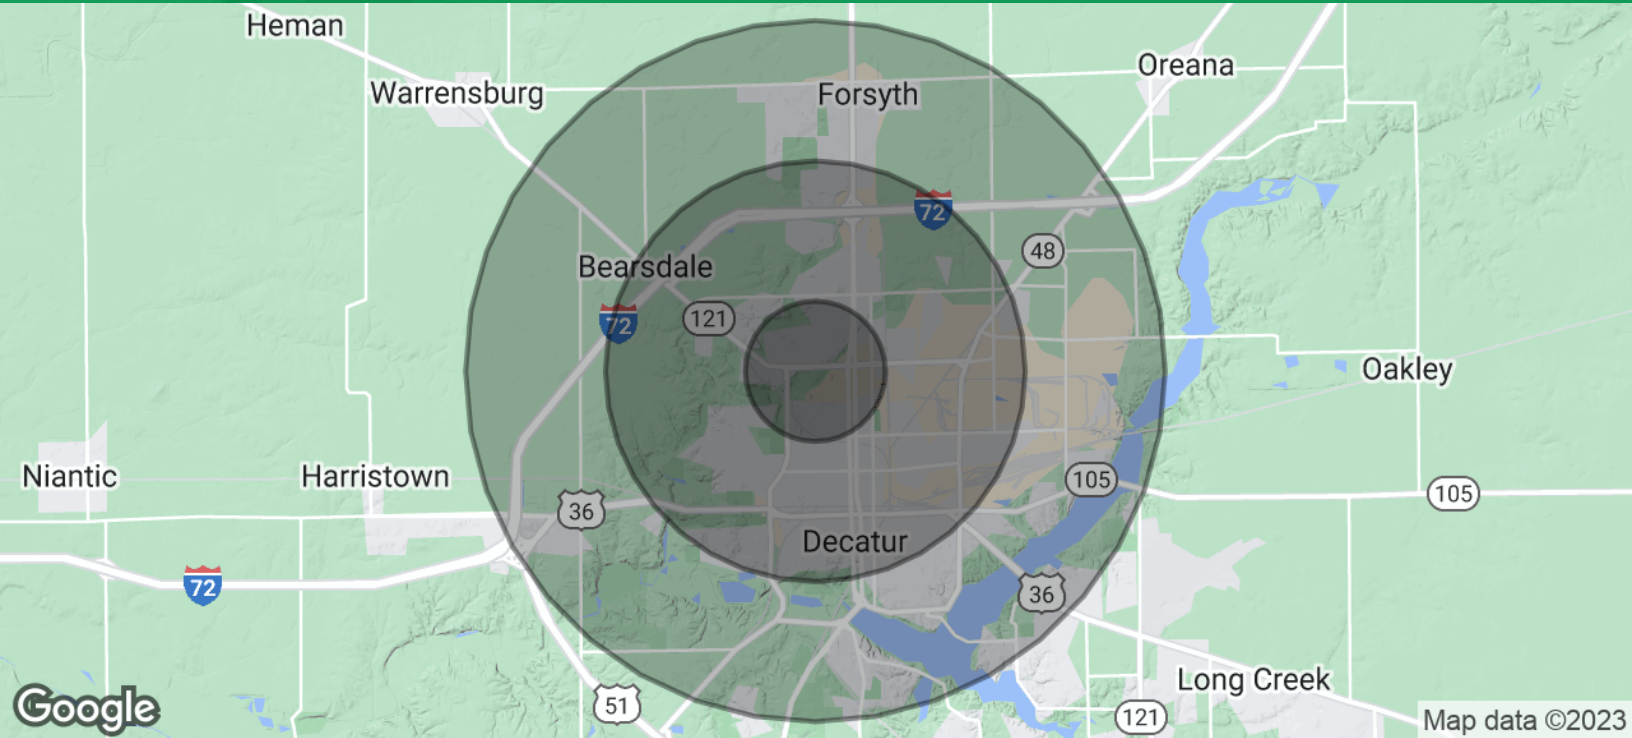 Heman
Oreana
Warrensburg
Forsyth
72
48
Bearsdale
72
121
Oakley
Niantic
Harristown
105
105
36
Decatur
72
36
Long Creek
51
121
Google
Map data ©2023